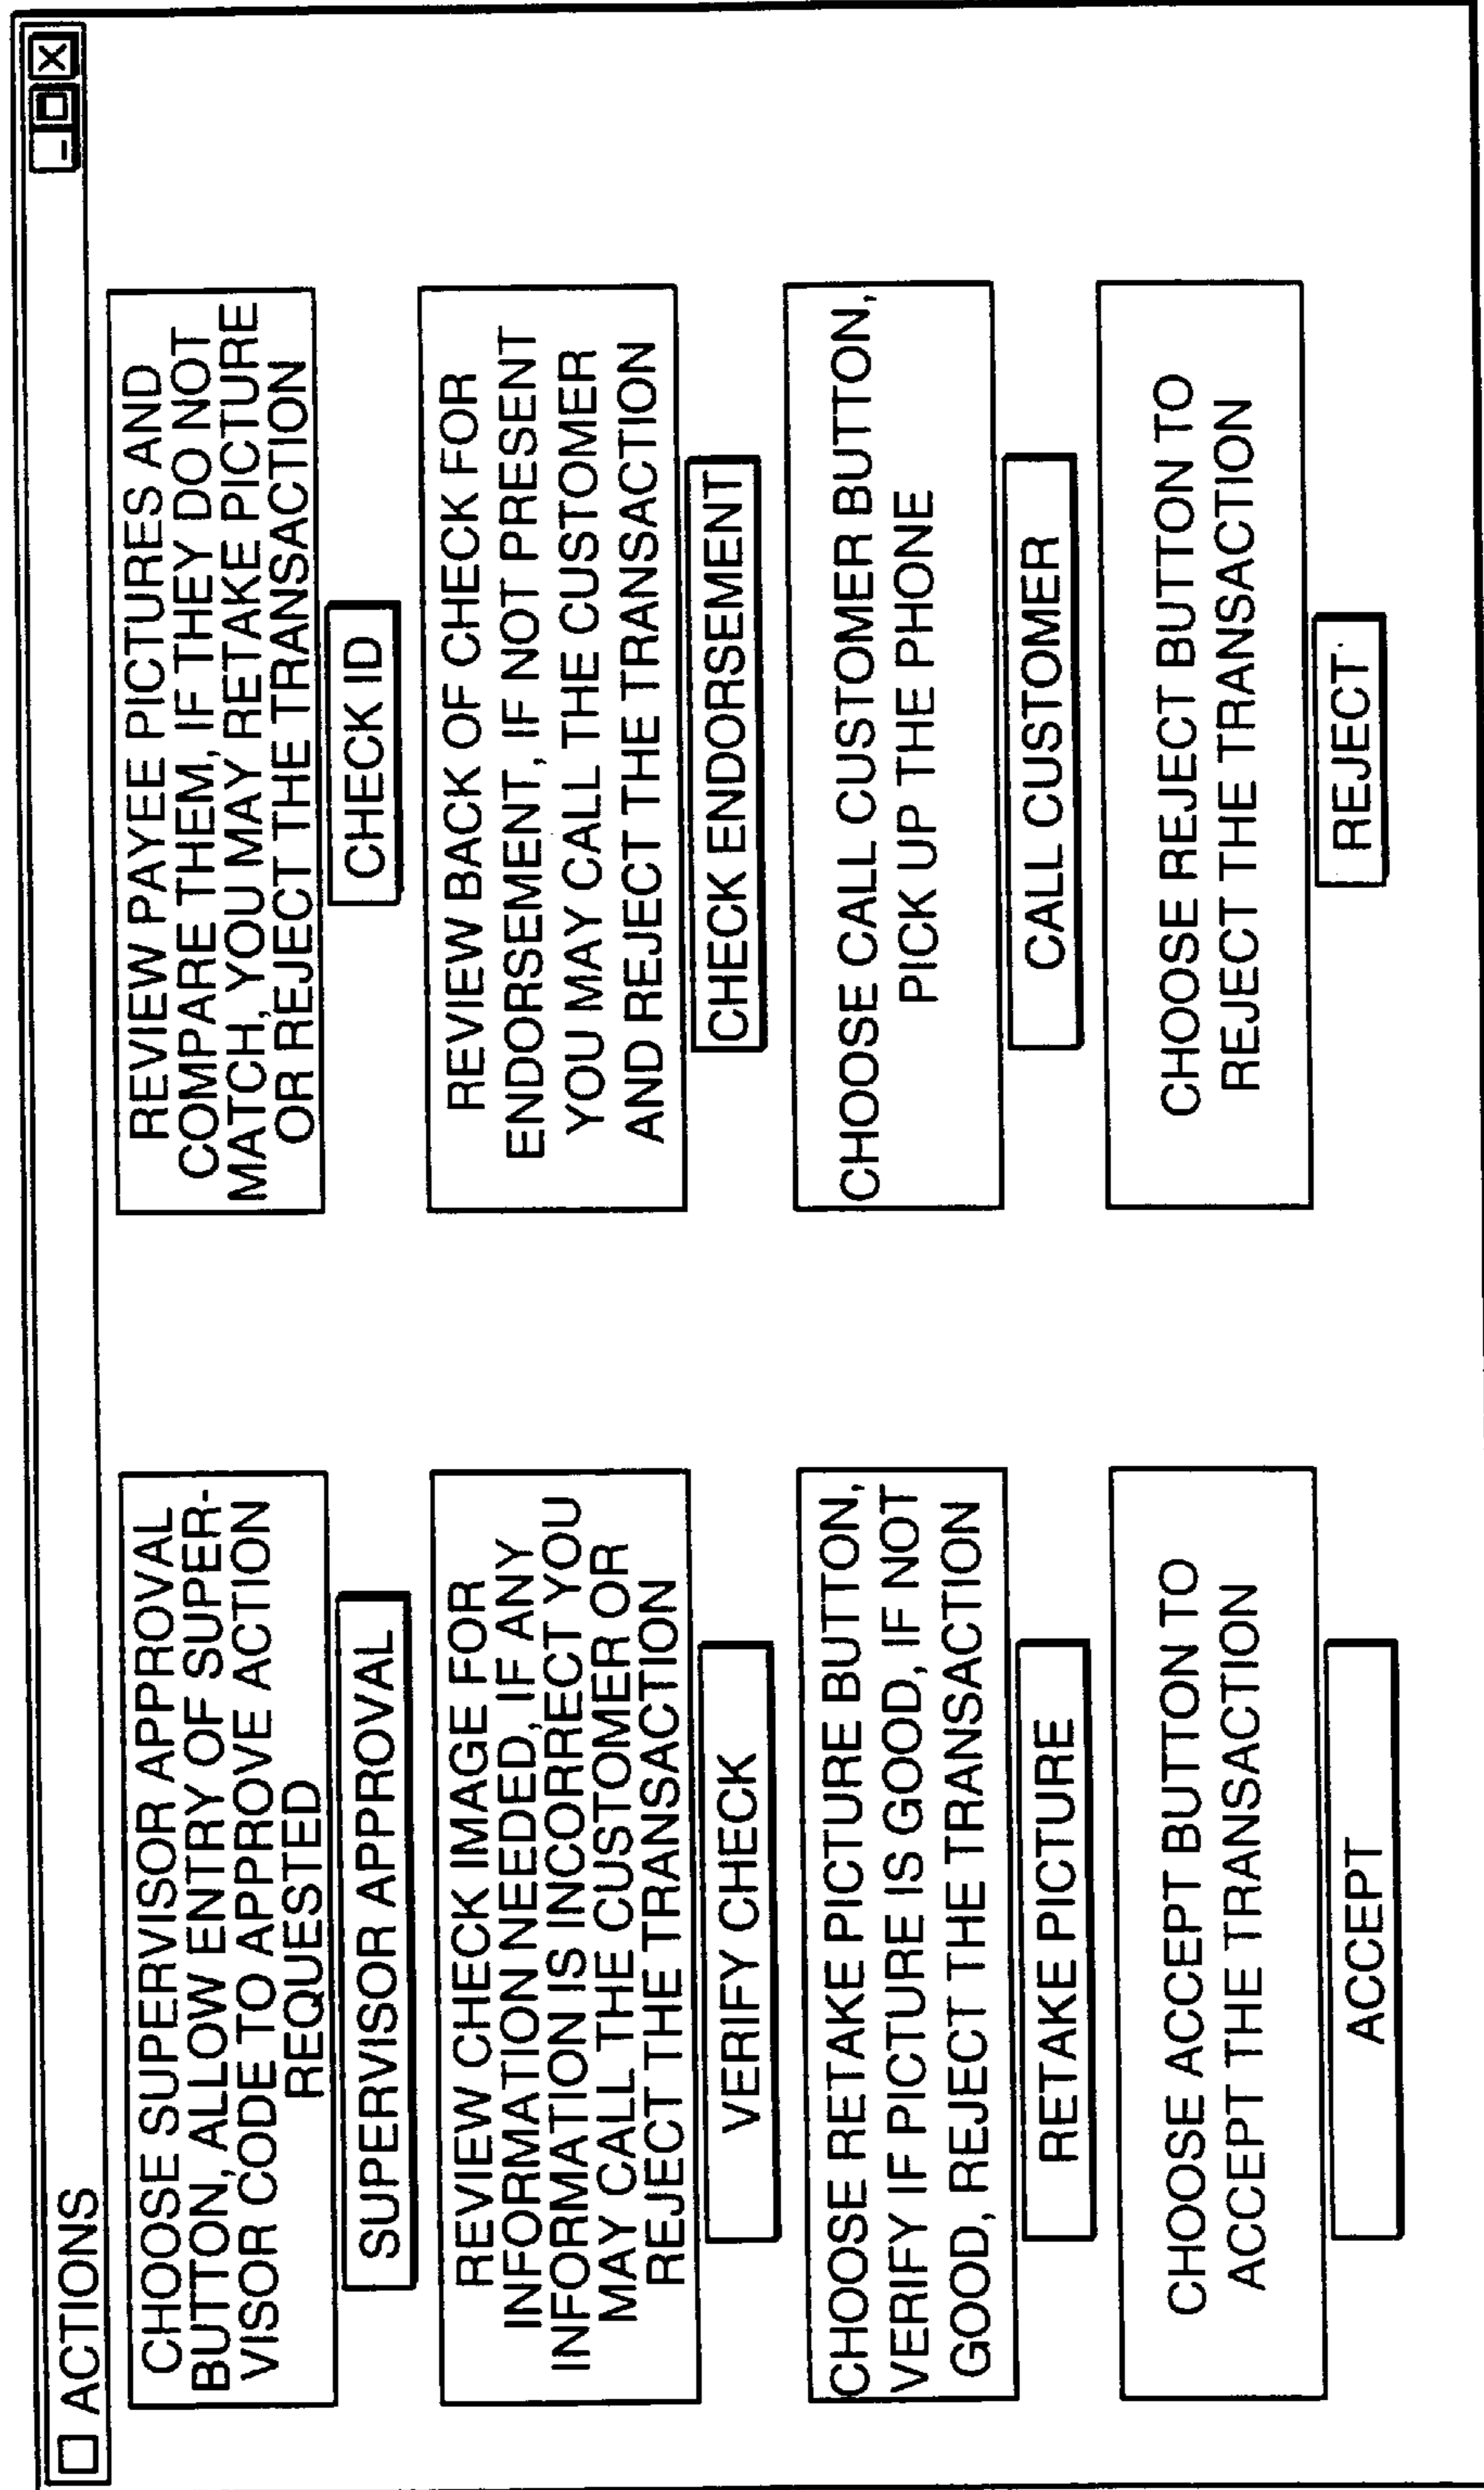 ACTIONS
CHOOSE SUPERVISOR APPROVAL
BUTTON, ALLOW ENTRY OF SUPER-
VISOR CODE TO APPROVE ACTION
REQUESTED
SUPERVISOR APPROVAL
REVIEW CHECK IMAGE FOR
INFORMATION NEEDED, IF ANY
INFORMATION IS INCORRECT YOU
MAY CALL THE CUSTOMER OR
REJECT THE TRANSACTION
VERIFY CHECK
CHOOSE RETAKE PICTURE BUTTON,
VERIFY IF PICTURE IS GOOD, IF NOT
GOOD, REJECT THE TRANSACTION
RETAKE PICTURE
CHOOSE ACCEPT BUTTON TO
ACCEPT THE TRANSACTION
ACCEPT
REVIEW PAYEE PICTURES AND
COMPARE THEM, IF THEY DO NOT
MATCH, YOU MAY RETAKE PICTURE
OR REJECT THE TRANSACTION
CHECK ID
REVIEW BACK OF CHECK FOR
ENDORSEMENT, IF NOT PRESENT
YOU MAY CALL THE CUSTOMER
AND REJECT THE TRANSACTION
CHECK ENDORSEMENT
CHOOSE CALL CUSTOMER BUTTON,
PICK UP THE PHONE
CALL CUSTOMER
CHOOSE REJECT BUTTON TO
REJECT THE TRANSACTION
REJECT